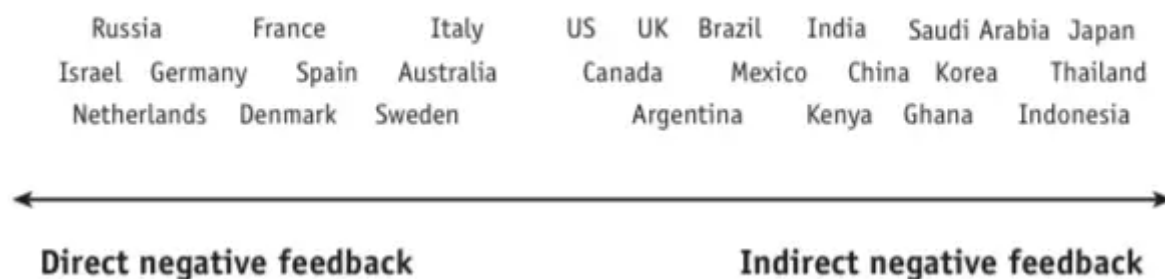 Russia France Italy US UK Brazil India Saudi Arabia Japan
Israel Germany Spain Australia Canada Mexico China Korea Thailand
Netherlands Denmark Sweden Argentina Kenya Ghana Indonesia
Direct negative feedback Indirect negative feedback